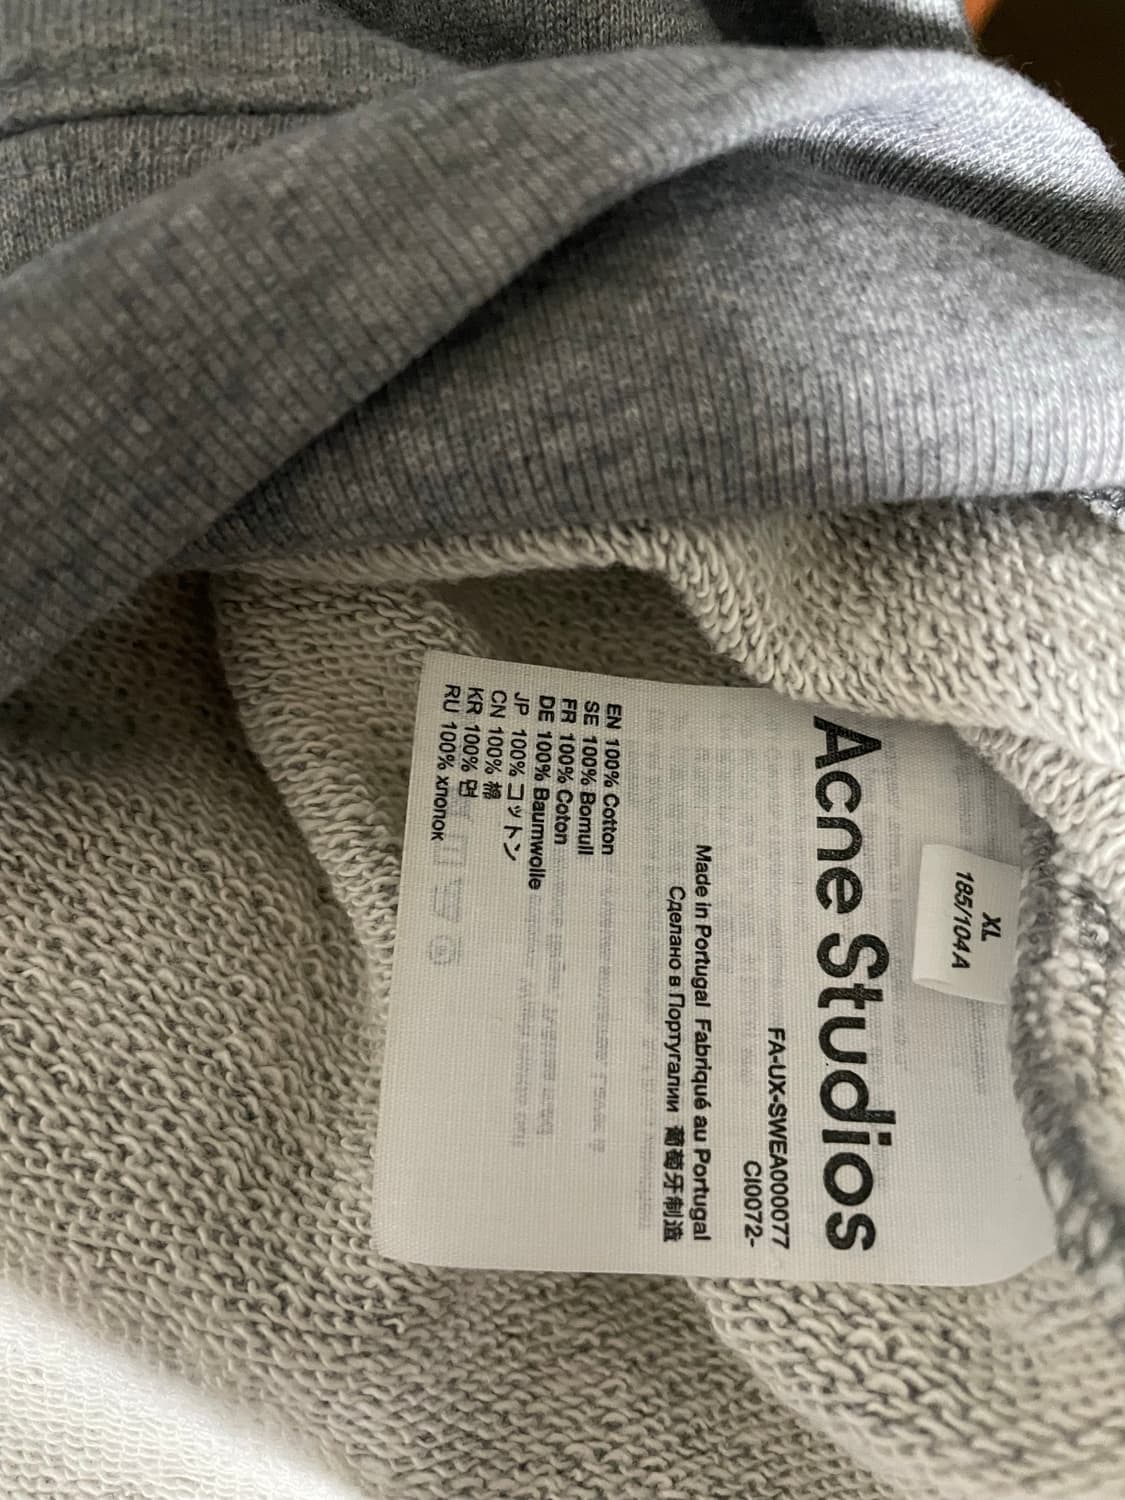 XL
185/104 A
Acne Studios
FA-UX-SWEA000077
CI0072-
Made in Portugal Fabriqué au Portugal
Сделано в Португалии 葡萄牙制造
EN 100% Cotton
SE 100% Bomull
FR 100% Coton
DE 100% Baumwolle
JP 100% コットン
CN 100% 棉
KR 100% 면
RU 100% хлопок